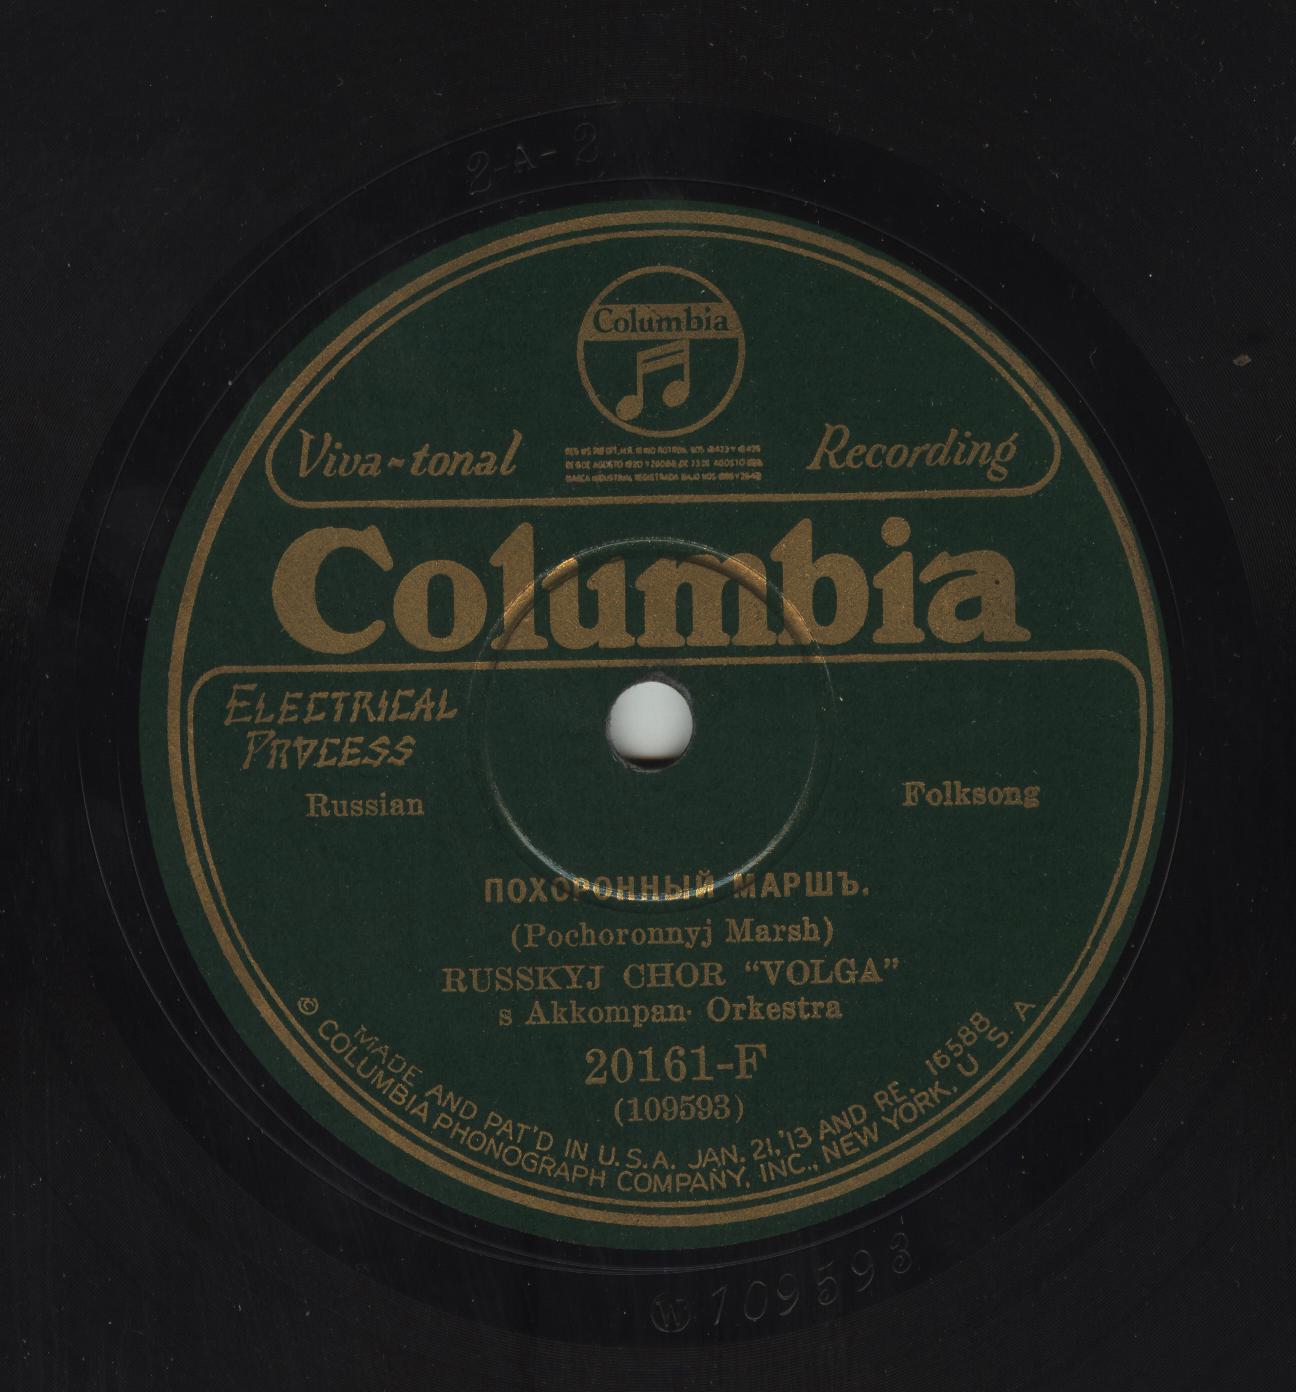 2-A-2
Columbia
Viva-tonal
Recording
Columbia
ELECTRICAL
PROCESS
Russian
Folksong
ПОХОРОННЫЙ МАРШЪ.
(Pochoronnyj Marsh)
RUSSKYJ CHOR “VOLGA”
s Akkompan· Orkestra
20161-F
(109593)
MADE AND PAT'D IN U.S.A. JAN. 21,'13 AND RE. 16588
© COLUMBIA PHONOGRAPH COMPANY, INC., NEW YORK, U. S. A
W 109593